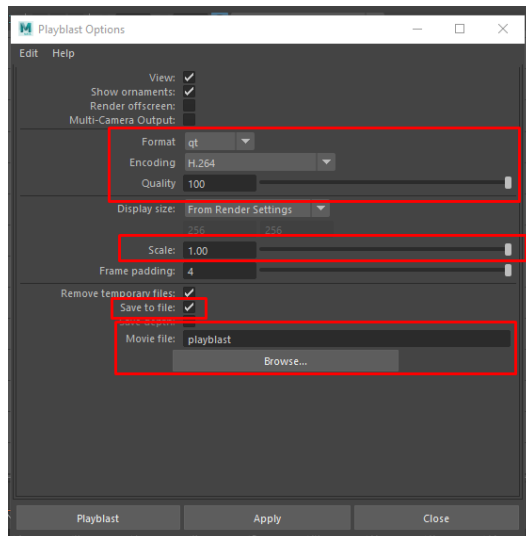 Playblast Options
Edit Help
View:
Show ornaments:
Render offscreen:
Multi-Camera Output:
Format qt
Encoding H.264
Quality 100
Display size: From Render Settings
256 256
Scale: 1.00
Frame padding: 4
Remove temporary files:
Save to file:
Save depth:
Movie file: playblast
Browse...
Playblast Apply Close